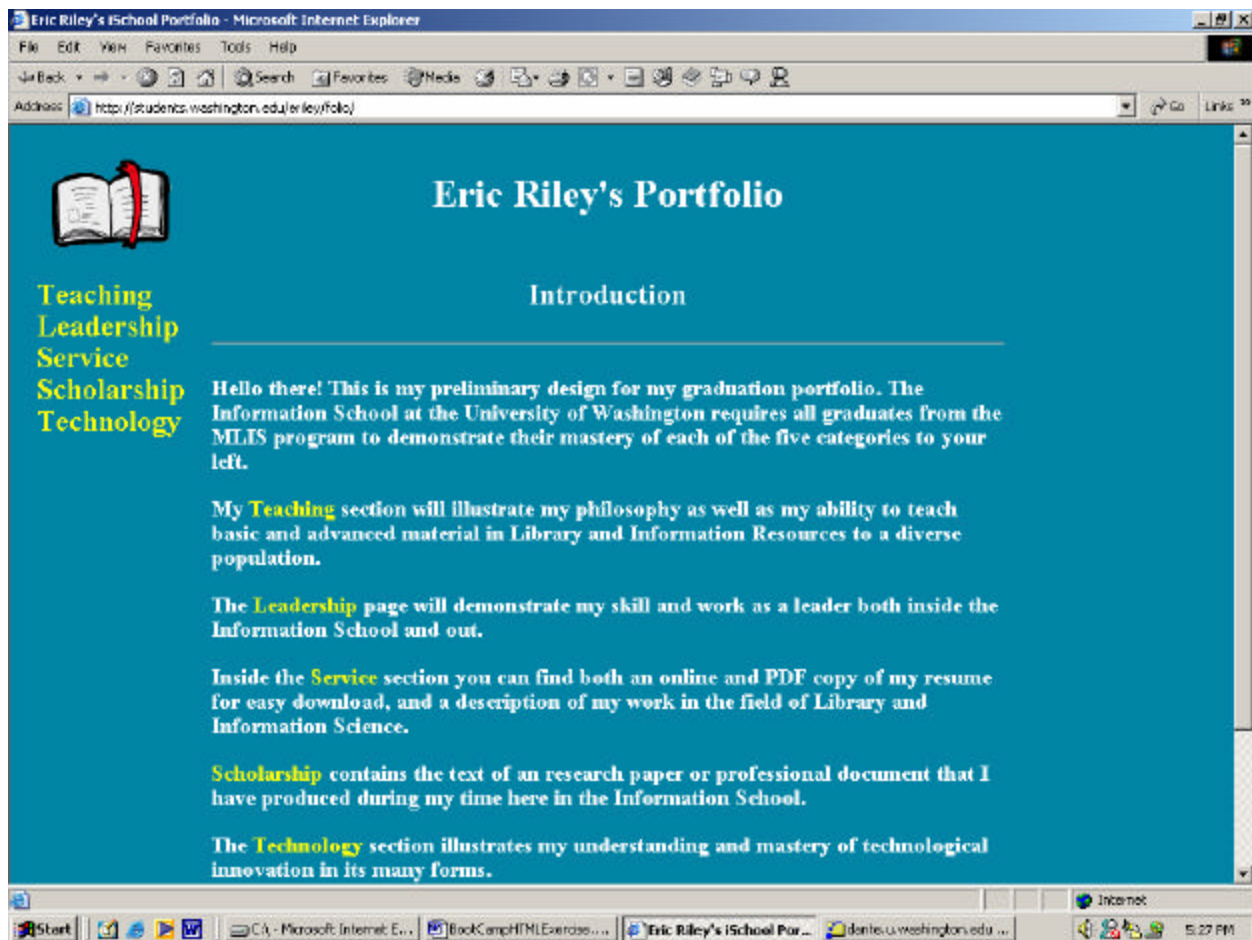 Eric Riley's iSchool Portfolio - Microsoft Internet Explorer
File Edit View Favorites Tools Help
Back Search Favorites Media
Address http://students.washington.edu/eriley/folio/ Go Links »
Eric Riley's Portfolio
Introduction
Teaching
Leadership
Service
Scholarship
Technology
Hello there! This is my preliminary design for my graduation portfolio. The
Information School at the University of Washington requires all graduates from the
MLIS program to demonstrate their mastery of each of the five categories to your
left.
My Teaching section will illustrate my philosophy as well as my ability to teach
basic and advanced material in Library and Information Resources to a diverse
population.
The Leadership page will demonstrate my skill and work as a leader both inside the
Information School and out.
Inside the Service section you can find both an online and PDF copy of my resume
for easy download, and a description of my work in the field of Library and
Information Science.
Scholarship contains the text of an research paper or professional document that I
have produced during my time here in the Information School.
The Technology section illustrates my understanding and mastery of technological
innovation in its many forms.
Internet
Start C:\ - Microsoft Internet E... BootCampHTMLExercise.... Eric Riley's iSchool Por... dante.u.washington.edu ... 5:27 PM